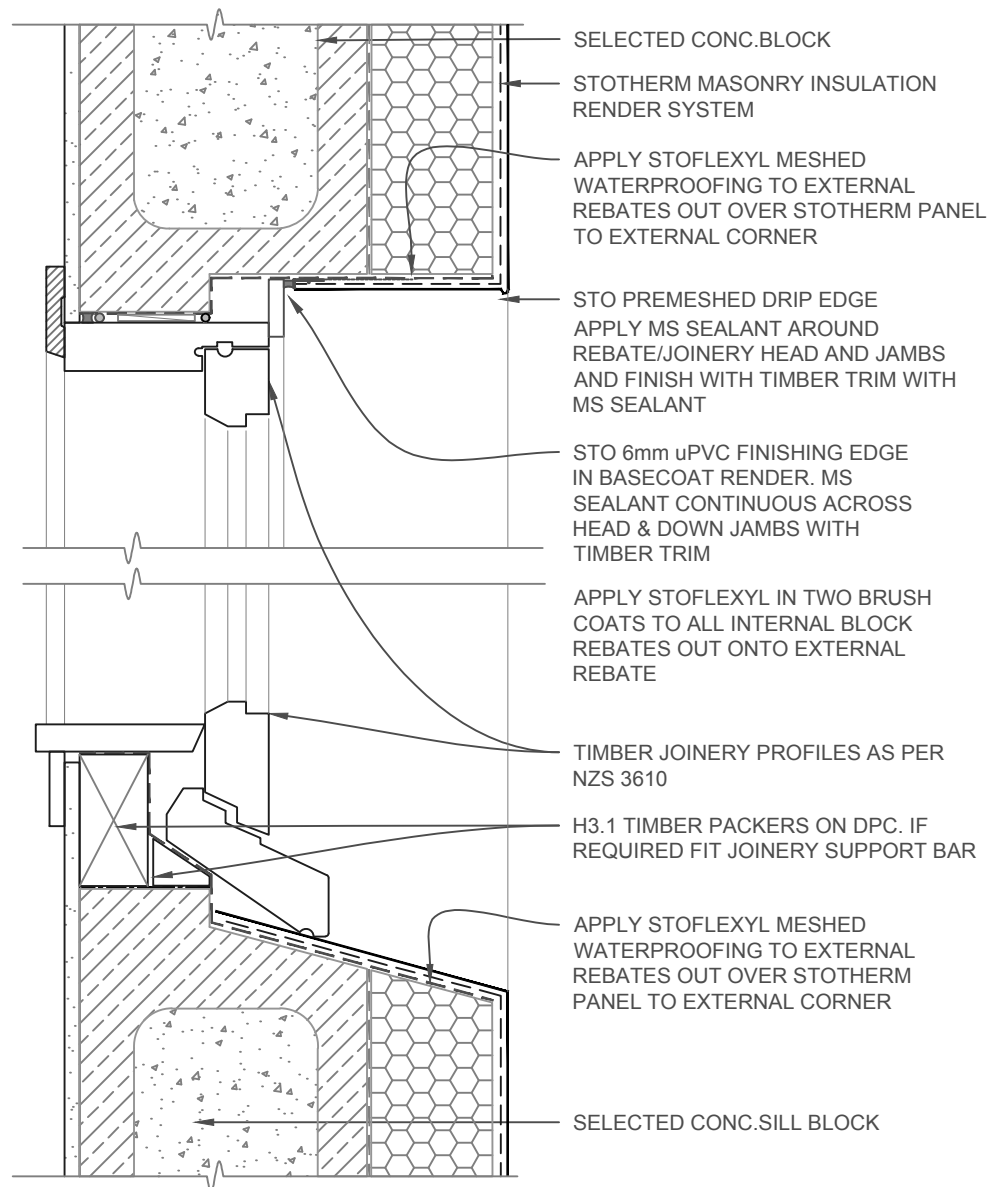 SELECTED CONC.BLOCK
STOTHERM MASONRY INSULATION
RENDER SYSTEM
APPLY STOFLEXYL MESHED
WATERPROOFING TO EXTERNAL
REBATES OUT OVER STOTHERM PANEL
TO EXTERNAL CORNER
STO PREMESHED DRIP EDGE
APPLY MS SEALANT AROUND
REBATE/JOINERY HEAD AND JAMBS
AND FINISH WITH TIMBER TRIM WITH
MS SEALANT
STO 6mm uPVC FINISHING EDGE
IN BASECOAT RENDER. MS
SEALANT CONTINUOUS ACROSS
HEAD & DOWN JAMBS WITH
TIMBER TRIM
APPLY STOFLEXYL IN TWO BRUSH
COATS TO ALL INTERNAL BLOCK
REBATES OUT ONTO EXTERNAL
REBATE
TIMBER JOINERY PROFILES AS PER
NZS 3610
H3.1 TIMBER PACKERS ON DPC. IF
REQUIRED FIT JOINERY SUPPORT BAR
APPLY STOFLEXYL MESHED
WATERPROOFING TO EXTERNAL
REBATES OUT OVER STOTHERM
PANEL TO EXTERNAL CORNER
SELECTED CONC.SILL BLOCK